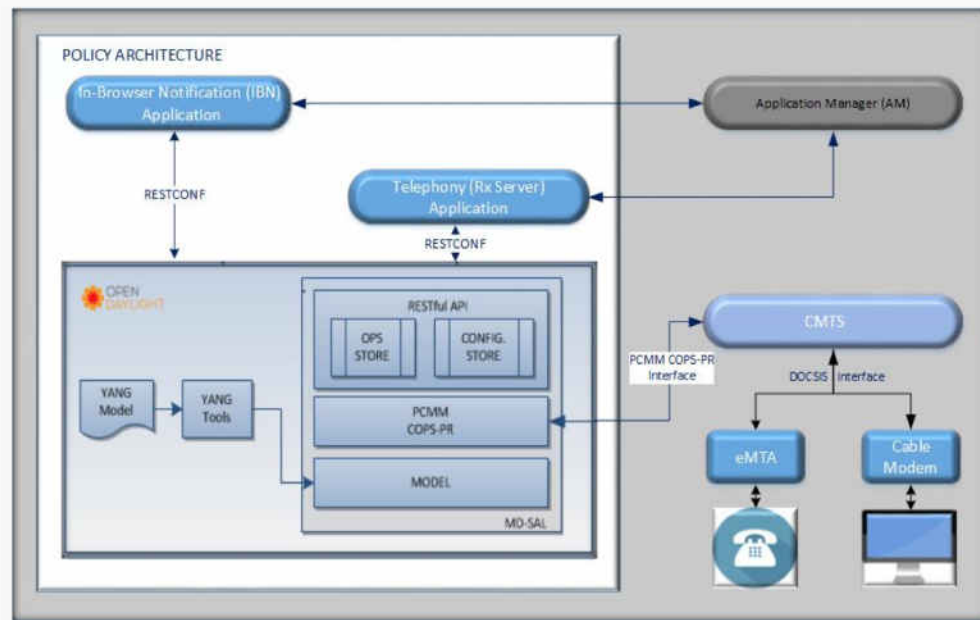 POLICY ARCHITECTURE
In-Browser Notification (IBN)
Application
Application Manager (AM)
RESTCONF
Telephony (Rx Server)
Application
RESTCONF
OPEN
DAYLIGHT
RESTful API
OPS
STORE
CONFIG.
STORE
CMTS
PCMM COPS-PR
Interface
DOCSIS Interface
YANG
Model
YANG
Tools
PCMM
COPS-PR
MODEL
MD-SAL
eMTA
Cable
Modem